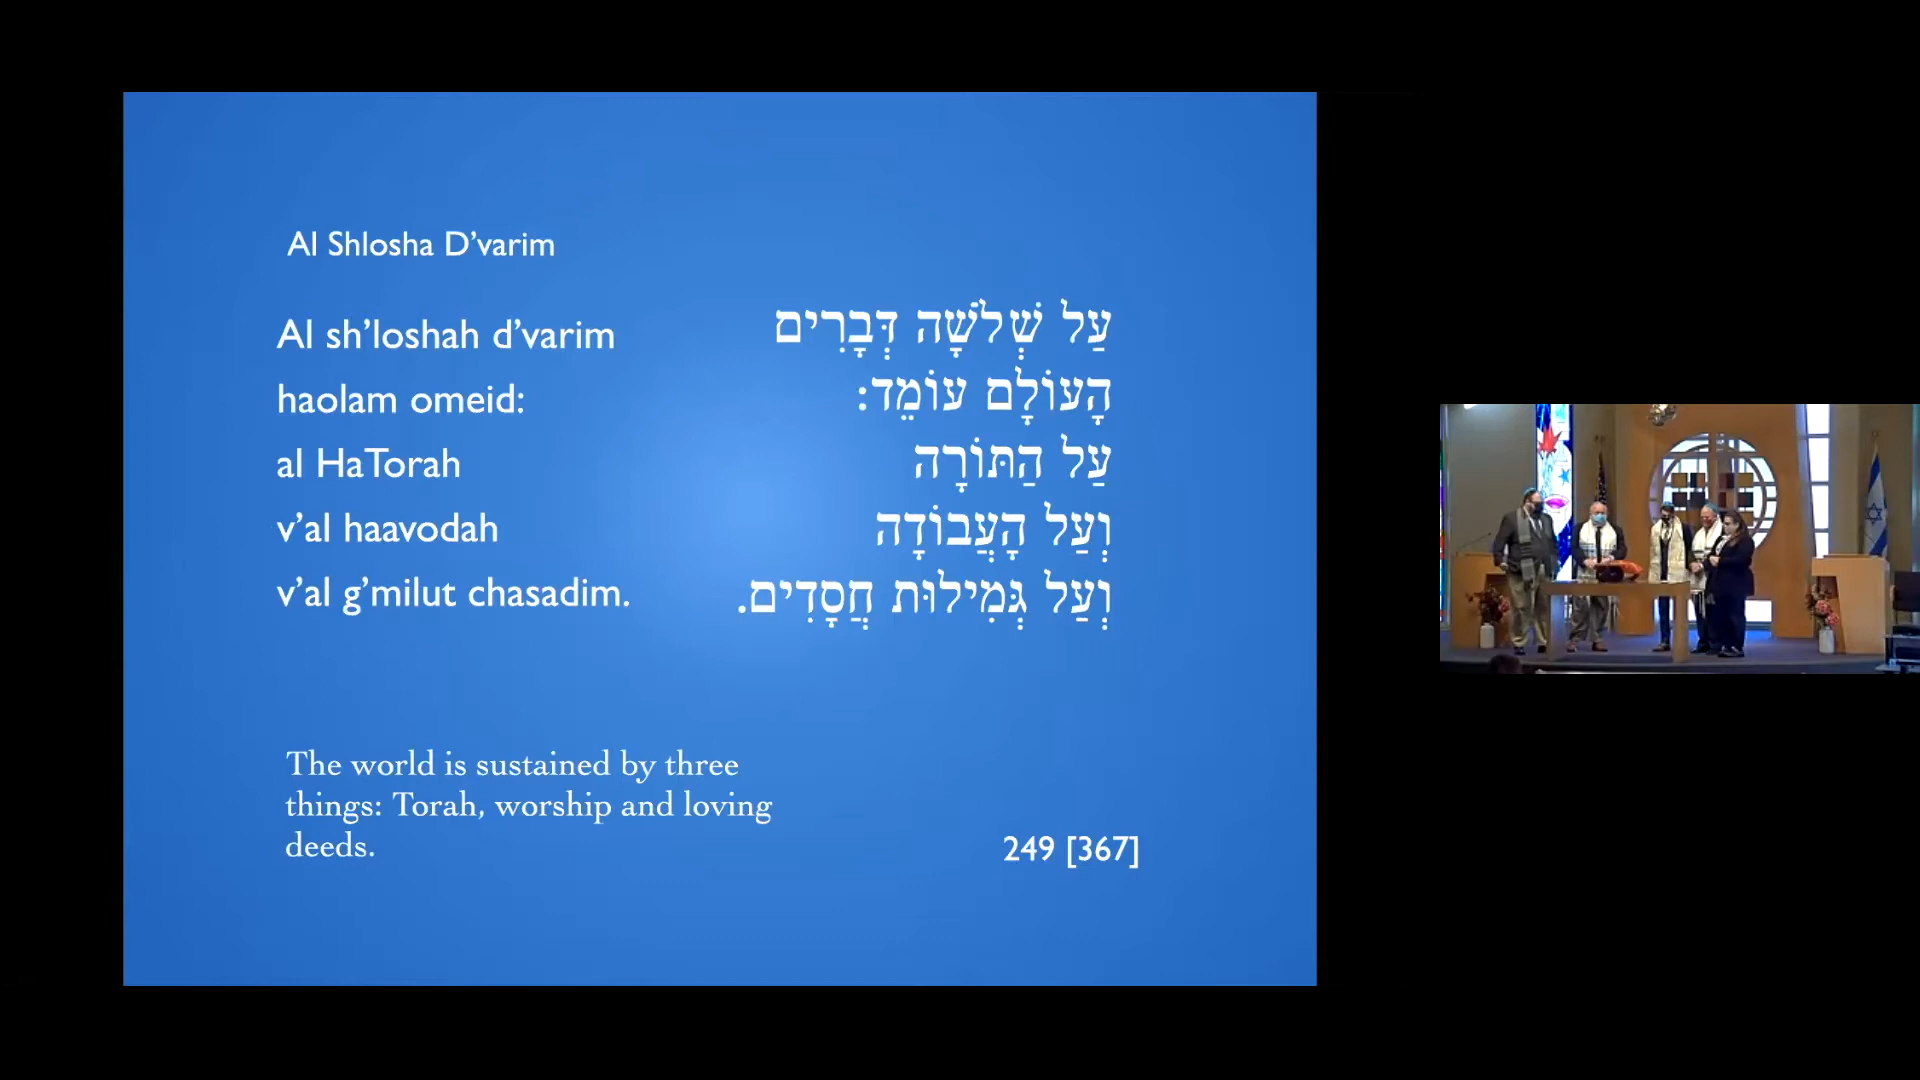 Al Shlosha D'varim
Al sh'loshah d'varim
haolam omeid:
al HaTorah
v'al haavodah
v'al g'milut chasadim.
עַל שְׁלֹשָׁה דְּבָרִים
הָעוֹלָם עוֹמֵד:
עַל הַתּוֹרָה
וְעַל הָעֲבוֹדָה
וְעַל גְּמִילוּת חֲסָדִים.
The world is sustained by three
things: Torah, worship and loving
deeds.
249 [367]